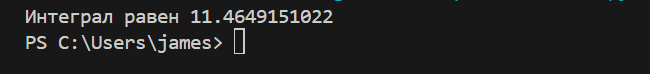 Интеграл равен 11.4649151022
PS C:\Users\james>